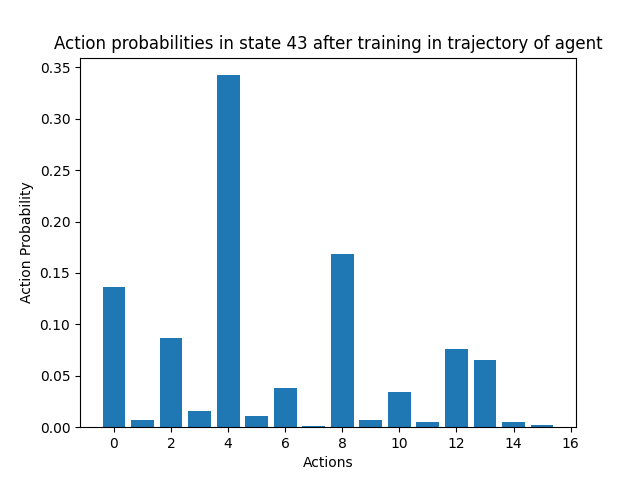 Action probabilities in state 43 after training in trajectory of agent
0.35
0.30
0.25
0.20
0.15
0.10
0.05
0.00
Action Probability
0 2 4 6 8 10 12 14 16
Actions